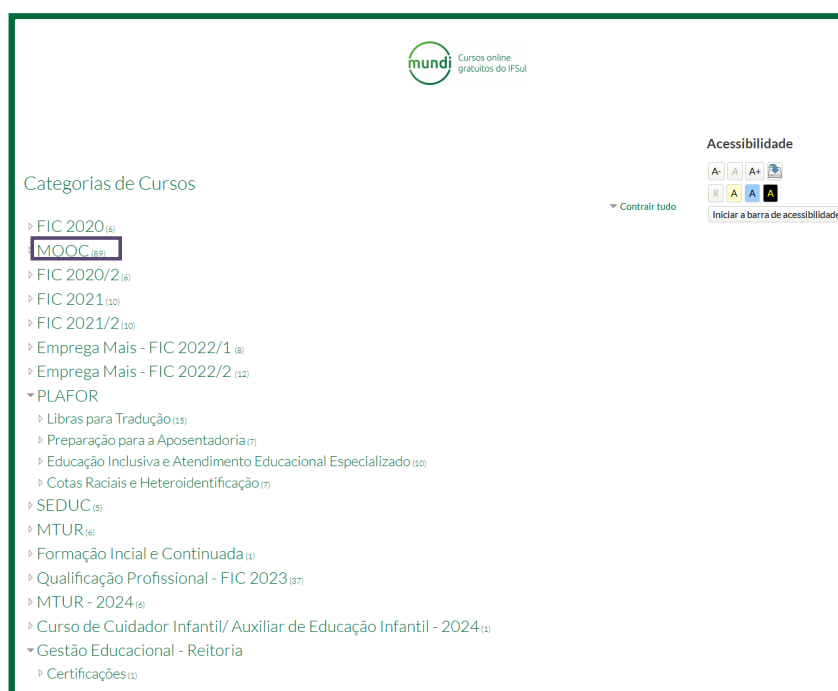 mundi
Cursos online
gratuitos do IFSul
Acessibilidade
A- A A+
R A A A
Iniciar a barra de acessibilidade
Categorias de Cursos
Contrair tudo
FIC 2020 (6)
MOOC (89)
FIC 2020/2 (6)
FIC 2021 (10)
FIC 2021/2 (10)
Emprega Mais - FIC 2022/1 (8)
Emprega Mais - FIC 2022/2 (12)
PLAFOR
Libras para Tradução (15)
Preparação para a Aposentadoria (7)
Educação Inclusiva e Atendimento Educacional Especializado (10)
Cotas Raciais e Heteroidentificação (7)
SEDUC (5)
MTUR (6)
Formação Incial e Continuada (1)
Qualificação Profissional - FIC 2023 (37)
MTUR - 2024 (6)
Curso de Cuidador Infantil/ Auxiliar de Educação Infantil - 2024 (1)
Gestão Educacional - Reitoria
Certificações (1)